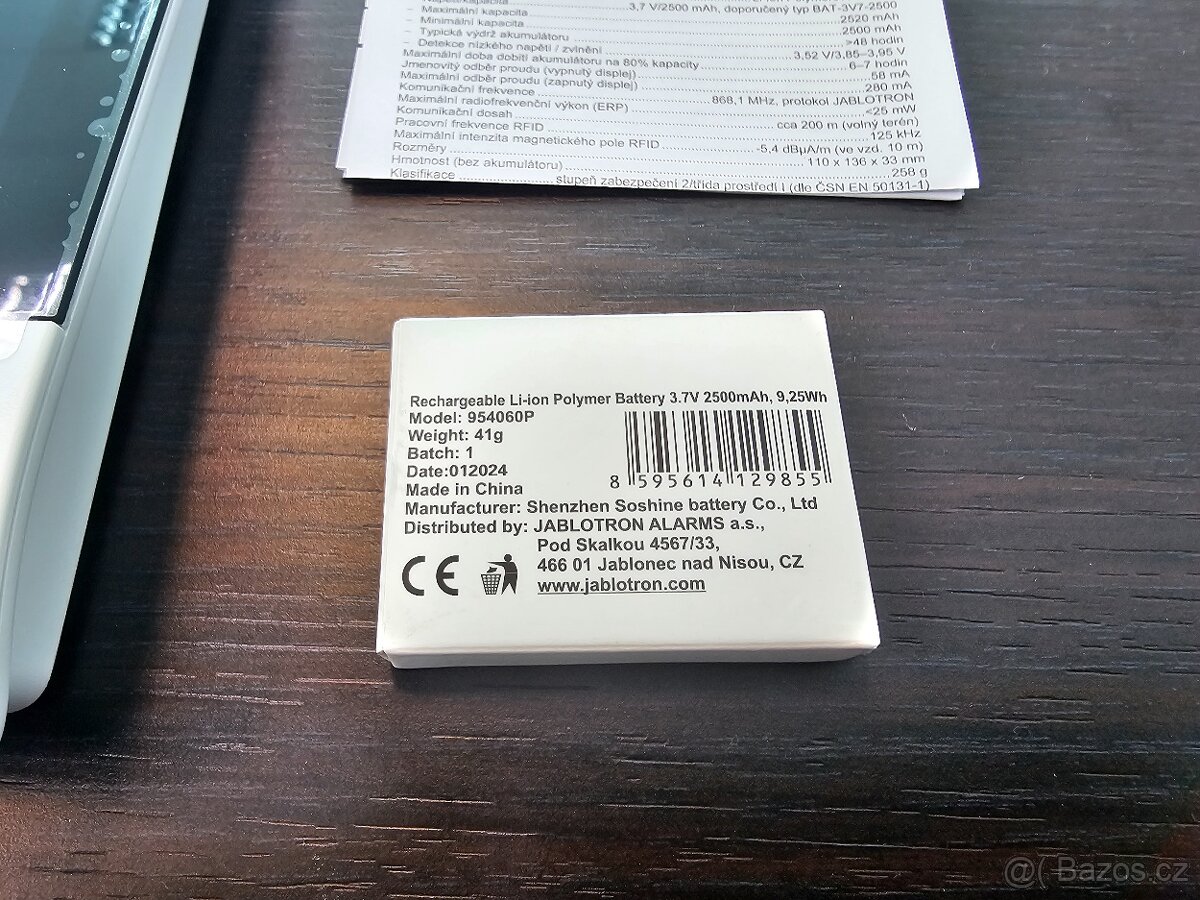 3,7 V/2500 mAh, doporučený typ BAT-3V7-2500
- Maximální kapacita 2520 mAh
- Minimální kapacita 2500 mAh
- Typická výdrž akumulátoru >48 hodin
- Detekce nízkého napětí / zvlnění 3.52 V/3,85–3,95 V
Maximální doba dobití akumulátoru na 80% kapacity 6–7 hodin
Jmenovitý odběr proudu (vypnutý displej) 58 mA
Maximální odběr proudu (zapnutý displej) 280 mA
Komunikační frekvence 868,1 MHz, protokol JABLOTRON
Maximální radiofrekvenční výkon (ERP) <25 mW
Komunikační dosah cca 200 m (volný terén)
Pracovní frekvence RFID 125 kHz
Maximální intenzita magnetického pole RFID -5,4 dBµA/m (ve vzd. 10 m)
Rozměry 110 x 136 x 33 mm
Hmotnost (bez akumulátoru) 258 g
Klasifikace stupeň zabezpečení 2/třída prostředí I (dle ČSN EN 50131-1)
Rechargeable Li-ion Polymer Battery 3.7V 2500mAh, 9,25Wh
Model: 954060P
Weight: 41g
Batch: 1
Date:012024
Made in China
8 595614 129855
Manufacturer: Shenzhen Soshine battery Co., Ltd
Distributed by: JABLOTRON ALARMS a.s.,
Pod Skalkou 4567/33,
466 01 Jablonec nad Nisou, CZ
www.jablotron.com
CE
@( Bazos.cz